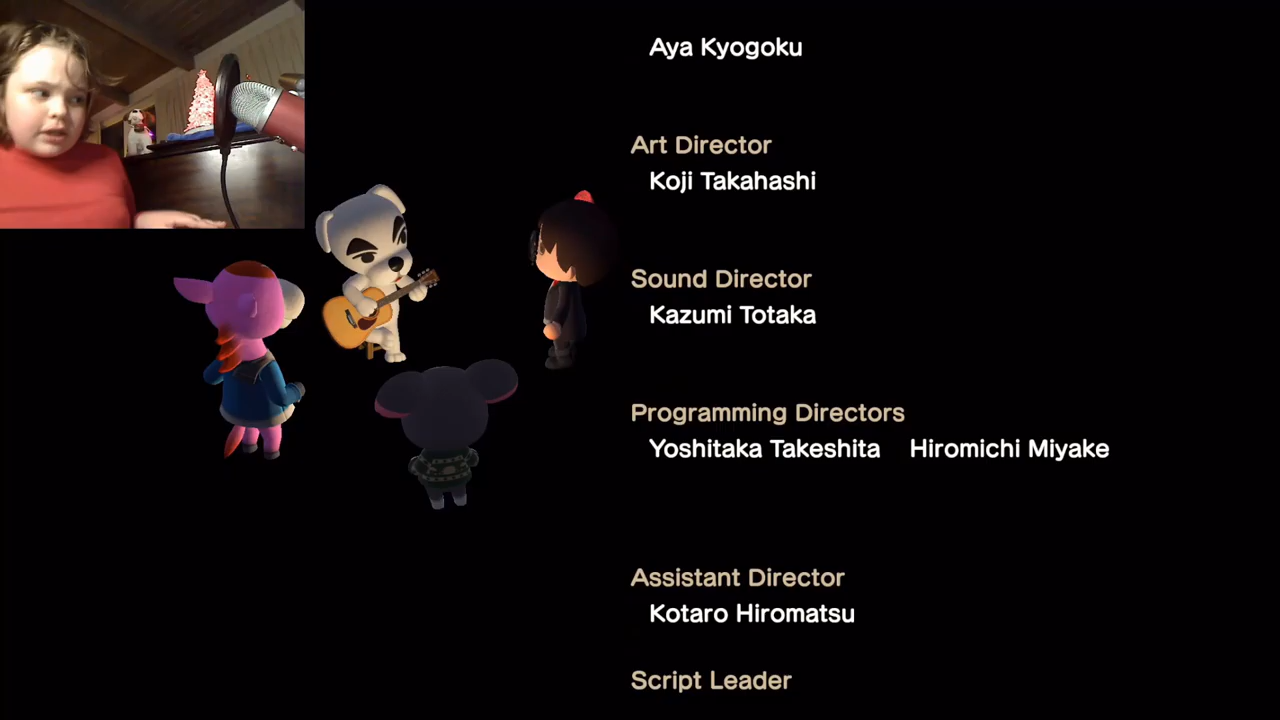 Aya Kyogoku
Art Director
Koji Takahashi
Sound Director
Kazumi Totaka
Programming Directors
Yoshitaka Takeshita Hiromichi Miyake
Assistant Director
Kotaro Hiromatsu
Script Leader